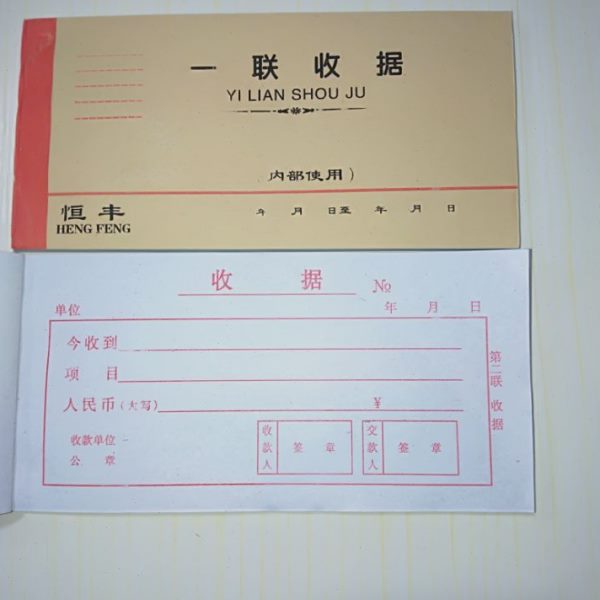 一 联 收 据
YI LIAN SHOU JU
(内部使用)
恒 丰
HENG FENG
年 月 日至 年 月 日
收 据 №
单位 年 月 日
今收到
项 目
人民币(大写) ¥
收款单位
公 章
收款人 签 章
交款人 签 章
第二联 收据